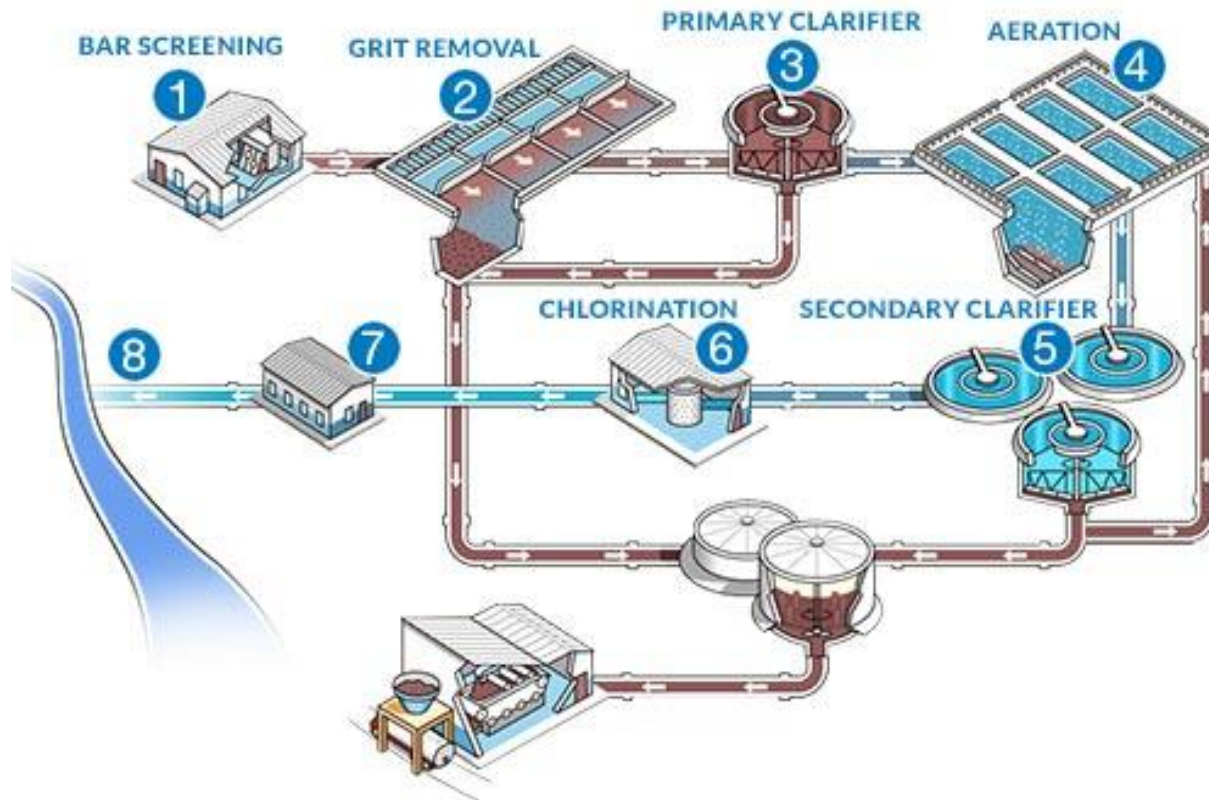 BAR SCREENING
1
GRIT REMOVAL
2
PRIMARY CLARIFIER
3
AERATION
4
SECONDARY CLARIFIER
5
CHLORINATION
6
7
8